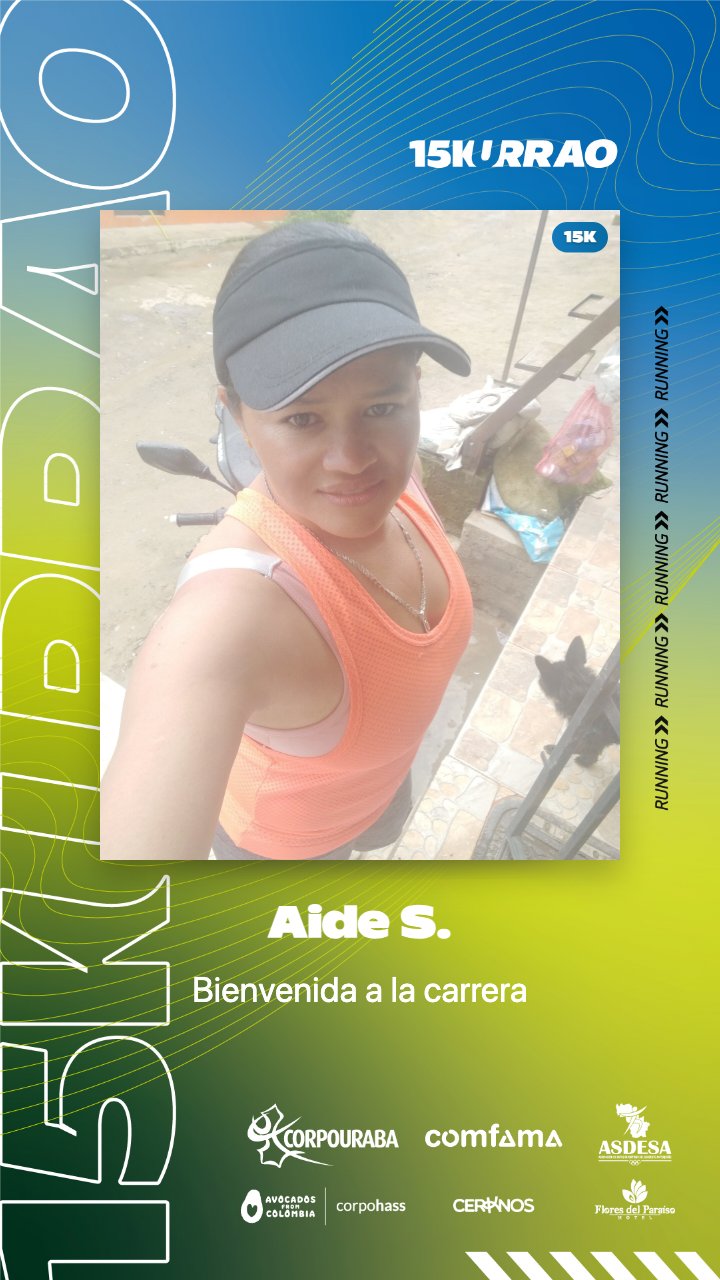 15KURRAO
15K
RUNNING
RUNNING
RUNNING
RUNNING
RUNNING
15KURRAO
Aide S.
Bienvenida a la carrera
CORPOURABA
comfama
ASDESA
AVOCADOS
FROM
COLOMBIA
corpohass
CERKANOS
Flores del Paraíso
HOTEL